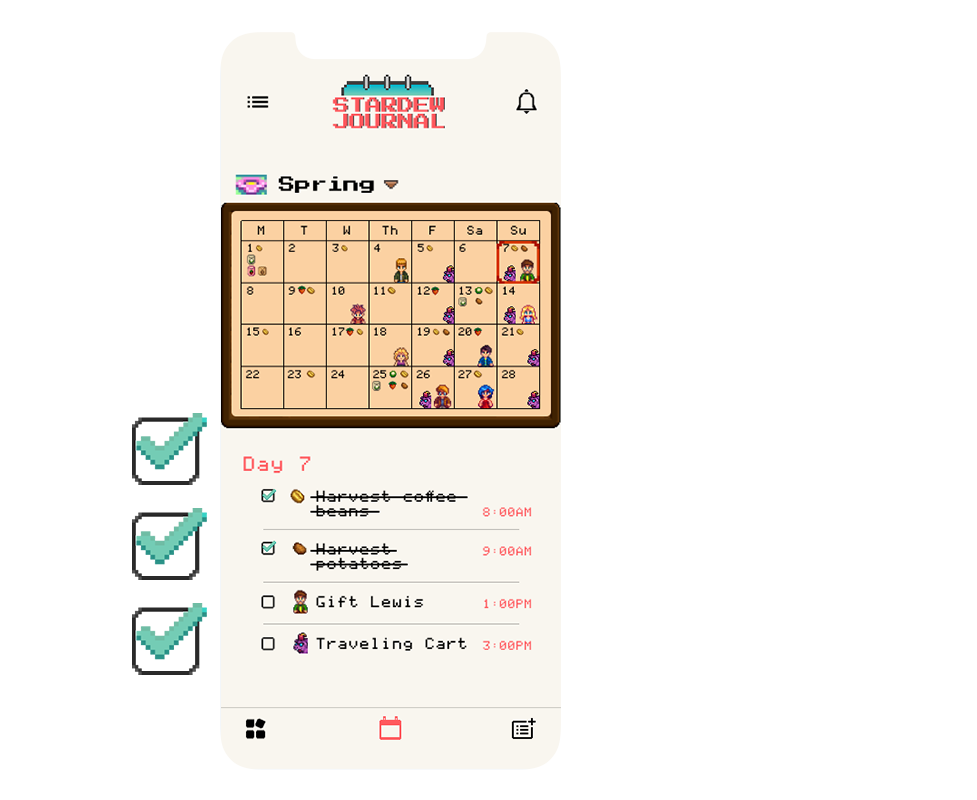 STARDEW
JOURNAL
Spring
M T W Th F Sa Su
1 2 3 4 5 6 7
8 9 10 11 12 13 14
15 16 17 18 19 20 21
22 23 24 25 26 27 28
Day 7
Harvest coffee
beans 8:00AM
Harvest 9:00AM
potatoes
Gift Lewis 1:00PM
Traveling Cart 3:00PM